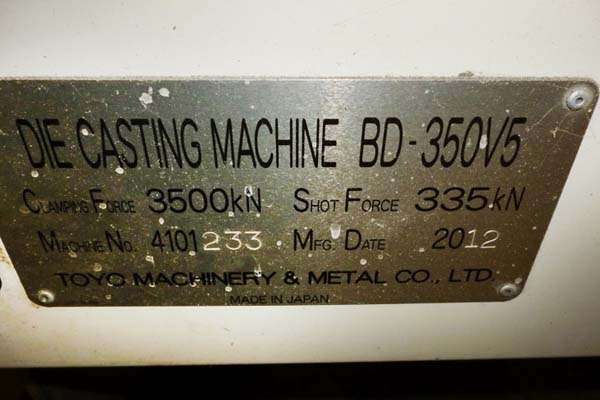 DIE CASTING MACHINE BD-350V5
CLAMPING FORCE 3500kN SHOT FORCE 335kN
MACHINE NO. 4101233 MFG. DATE 2012
TOYO MACHINERY & METAL CO., LTD.
MADE IN JAPAN